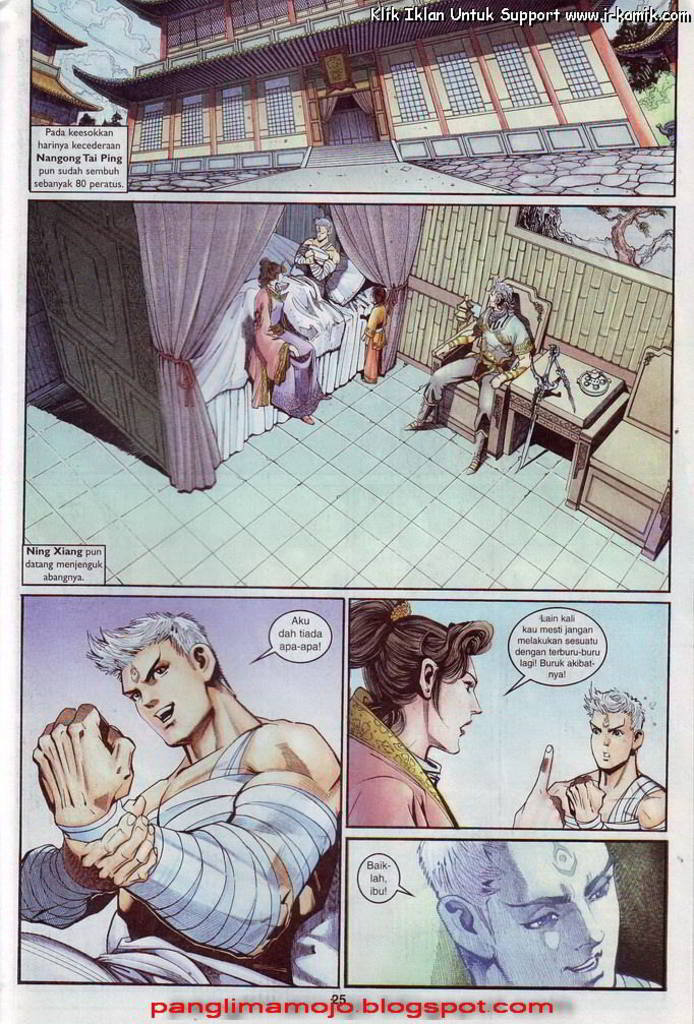 Klik Iklan Untuk Support www.i-komik.com
Pada keesokkan
harinya kecederaan
Nangong Tai Ping
pun sudah sembuh
sebanyak 80 peratus.
Ning Xiang pun
datang menjenguk
abangnya.
Aku
dah tiada
apa-apa!
Lain kali
kau mesti jangan
melakukan sesuatu
dengan terburu-buru
lagi! Buruk akibat-
nya!
Baik-
lah,
ibu!
25
panglimamojo.blogspot.com